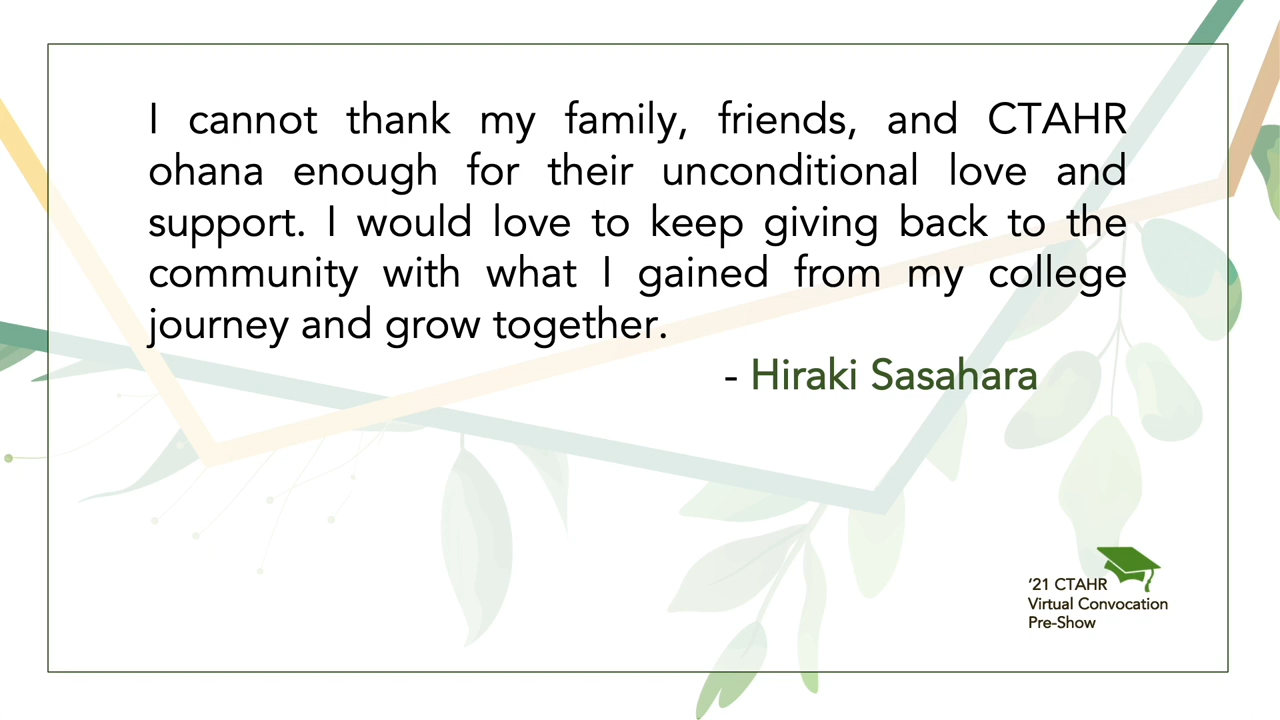 I cannot thank my family, friends, and CTAHR
ohana enough for their unconditional love and
support. I would love to keep giving back to the
community with what I gained from my college
journey and grow together.
- Hiraki Sasahara
‘21 CTAHR
Virtual Convocation
Pre-Show